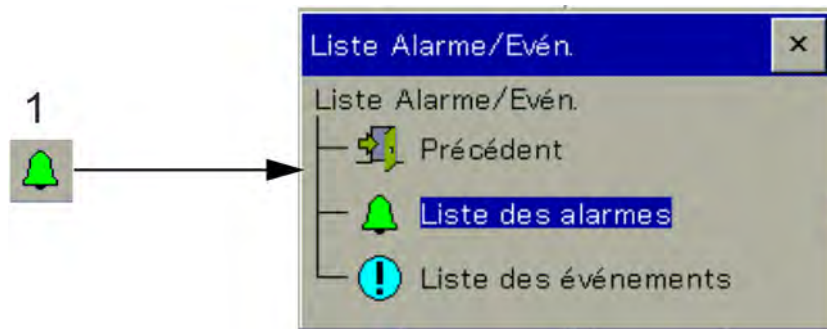 Liste Alarme/Evén.
1
Liste Alarme/Evén.
Précédent
Liste des alarmes
Liste des événements